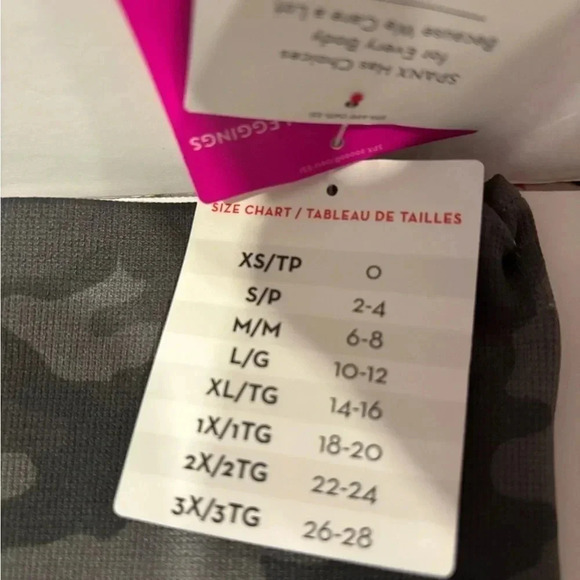 Because We Care a Lot
for Every Body
SPANX Has Choices
LEGGINGS
SIZE CHART / TABLEAU DE TAILLES
XS/TP 0
S/P 2-4
M/M 6-8
L/G 10-12
XL/TG 14-16
1X/1TG 18-20
2X/2TG 22-24
3X/3TG 26-28